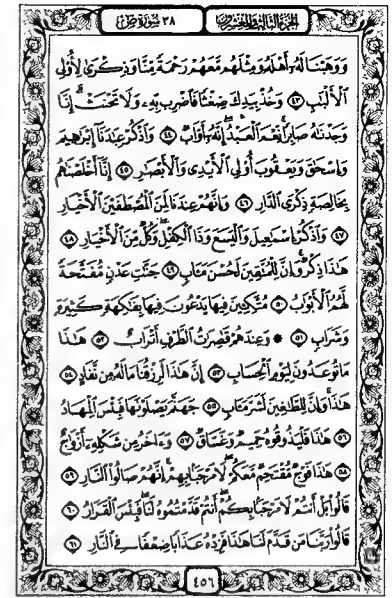 الجزء الثالث والعشرون ٣٨ سورة ص
وَوَهَبْنَا لَهُۥٓ أَهْلَهُۥ وَمِثْلَهُم مَّعَهُمْ رَحْمَةً مِّنَّا وَذِكْرَىٰ لِأُو۟لِى
ٱلْأَلْبَٰبِ ٤٣ وَخُذْ بِيَدِكَ ضِغْثًا فَٱضْرِب بِّهِۦ وَلَا تَحْنَثْ إِنَّا
وَجَدْنَٰهُ صَابِرًا نِّعْمَ ٱلْعَبْدُ إِنَّهُۥٓ أَوَّابٌ ٤٤ وَٱذْكُرْ عِبَٰدَنَآ إِبْرَٰهِيمَ
وَإِسْحَٰقَ وَيَعْقُوبَ أُو۟لِى ٱلْأَيْدِى وَٱلْأَبْصَٰرِ ٤٥ إِنَّآ أَخْلَصْنَٰهُم
بِخَالِصَةٍ ذِكْرَى ٱلدَّارِ ٤٦ وَإِنَّهُمْ عِندَنَا لَمِنَ ٱلْمُصْطَفَيْنَ ٱلْأَخْيَارِ
٤٧ وَٱذْكُرْ إِسْمَٰعِيلَ وَٱلْيَسَعَ وَذَا ٱلْكِفْلِ وَكُلٌّ مِّنَ ٱلْأَخْيَارِ ٤٨
هَٰذَا ذِكْرٌ وَإِنَّ لِلْمُتَّقِينَ لَحُسْنَ مَـَٔابٍ ٤٩ جَنَّٰتِ عَدْنٍ مُّفَتَّحَةً
لَّهُمُ ٱلْأَبْوَٰبُ ٥٠ مُتَّكِـِٔينَ فِيهَا يَدْعُونَ فِيهَا بِفَٰكِهَةٍ كَثِيرَةٍ
وَشَرَابٍ ٥١ ۞ وَعِندَهُمْ قَٰصِرَٰتُ ٱلطَّرْفِ أَتْرَابٌ ٥٢ هَٰذَا
مَا تُوعَدُونَ لِيَوْمِ ٱلْحِسَابِ ٥٣ إِنَّ هَٰذَا لَرِزْقُنَا مَا لَهُۥ مِن نَّفَادٍ ٥٤
هَٰذَا وَإِنَّ لِلطَّٰغِينَ لَشَرَّ مَـَٔابٍ ٥٥ جَهَنَّمَ يَصْلَوْنَهَا فَبِئْسَ ٱلْمِهَادُ
٥٦ هَٰذَا فَلْيَذُوقُوهُ حَمِيمٌ وَغَسَّاقٌ ٥٧ وَءَاخَرُ مِن شَكْلِهِۦٓ أَزْوَٰجٌ
٥٨ هَٰذَا فَوْجٌ مُّقْتَحِمٌ مَّعَكُمْ لَا مَرْحَبًۢا بِهِمْ إِنَّهُمْ صَالُوا۟ ٱلنَّارِ ٥٩
قَالُوا۟ بَلْ أَنتُمْ لَا مَرْحَبًۢا بِكُمْ أَنتُمْ قَدَّمْتُمُوهُ لَنَا فَبِئْسَ ٱلْقَرَارُ ٦٠
قَالُوا۟ رَبَّنَا مَن قَدَّمَ لَنَا هَٰذَا فَزِدْهُ عَذَابًا ضِعْفًا فِى ٱلنَّارِ ٦١
٤٥٦